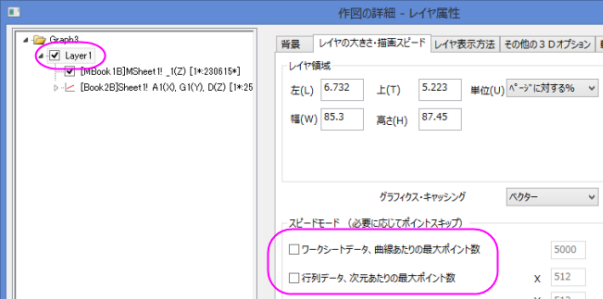 作図の詳細 - レイヤ属性
Graph3
Layer1
[MBook1B]MSheet1! _1(Z) [1*:230615*]
[Book2B]Sheet1! A1(X), G1(Y), D(Z) [1*:25
背景 レイヤの大きさ・描画スピード レイヤ表示方法 その他の3Dオプション
レイヤ領域
左(L) 6.732 上(T) 5.223 単位(U) ページに対する%
幅(W) 85.3 高さ(H) 87.45
グラフィクス・キャッシング ベクター
スピードモード (必要に応じてポイントスキップ)
ワークシートデータ、曲線あたりの最大ポイント数 5000
行列データ、次元あたりの最大ポイント数 X 512